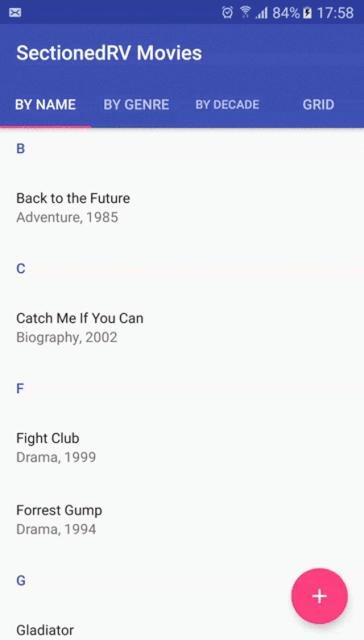 84% 17:58
SectionedRV Movies
BY NAME BY GENRE BY DECADE GRID
B
Back to the Future
Adventure, 1985
C
Catch Me If You Can
Biography, 2002
F
Fight Club
Drama, 1999
Forrest Gump
Drama, 1994
G
Gladiator